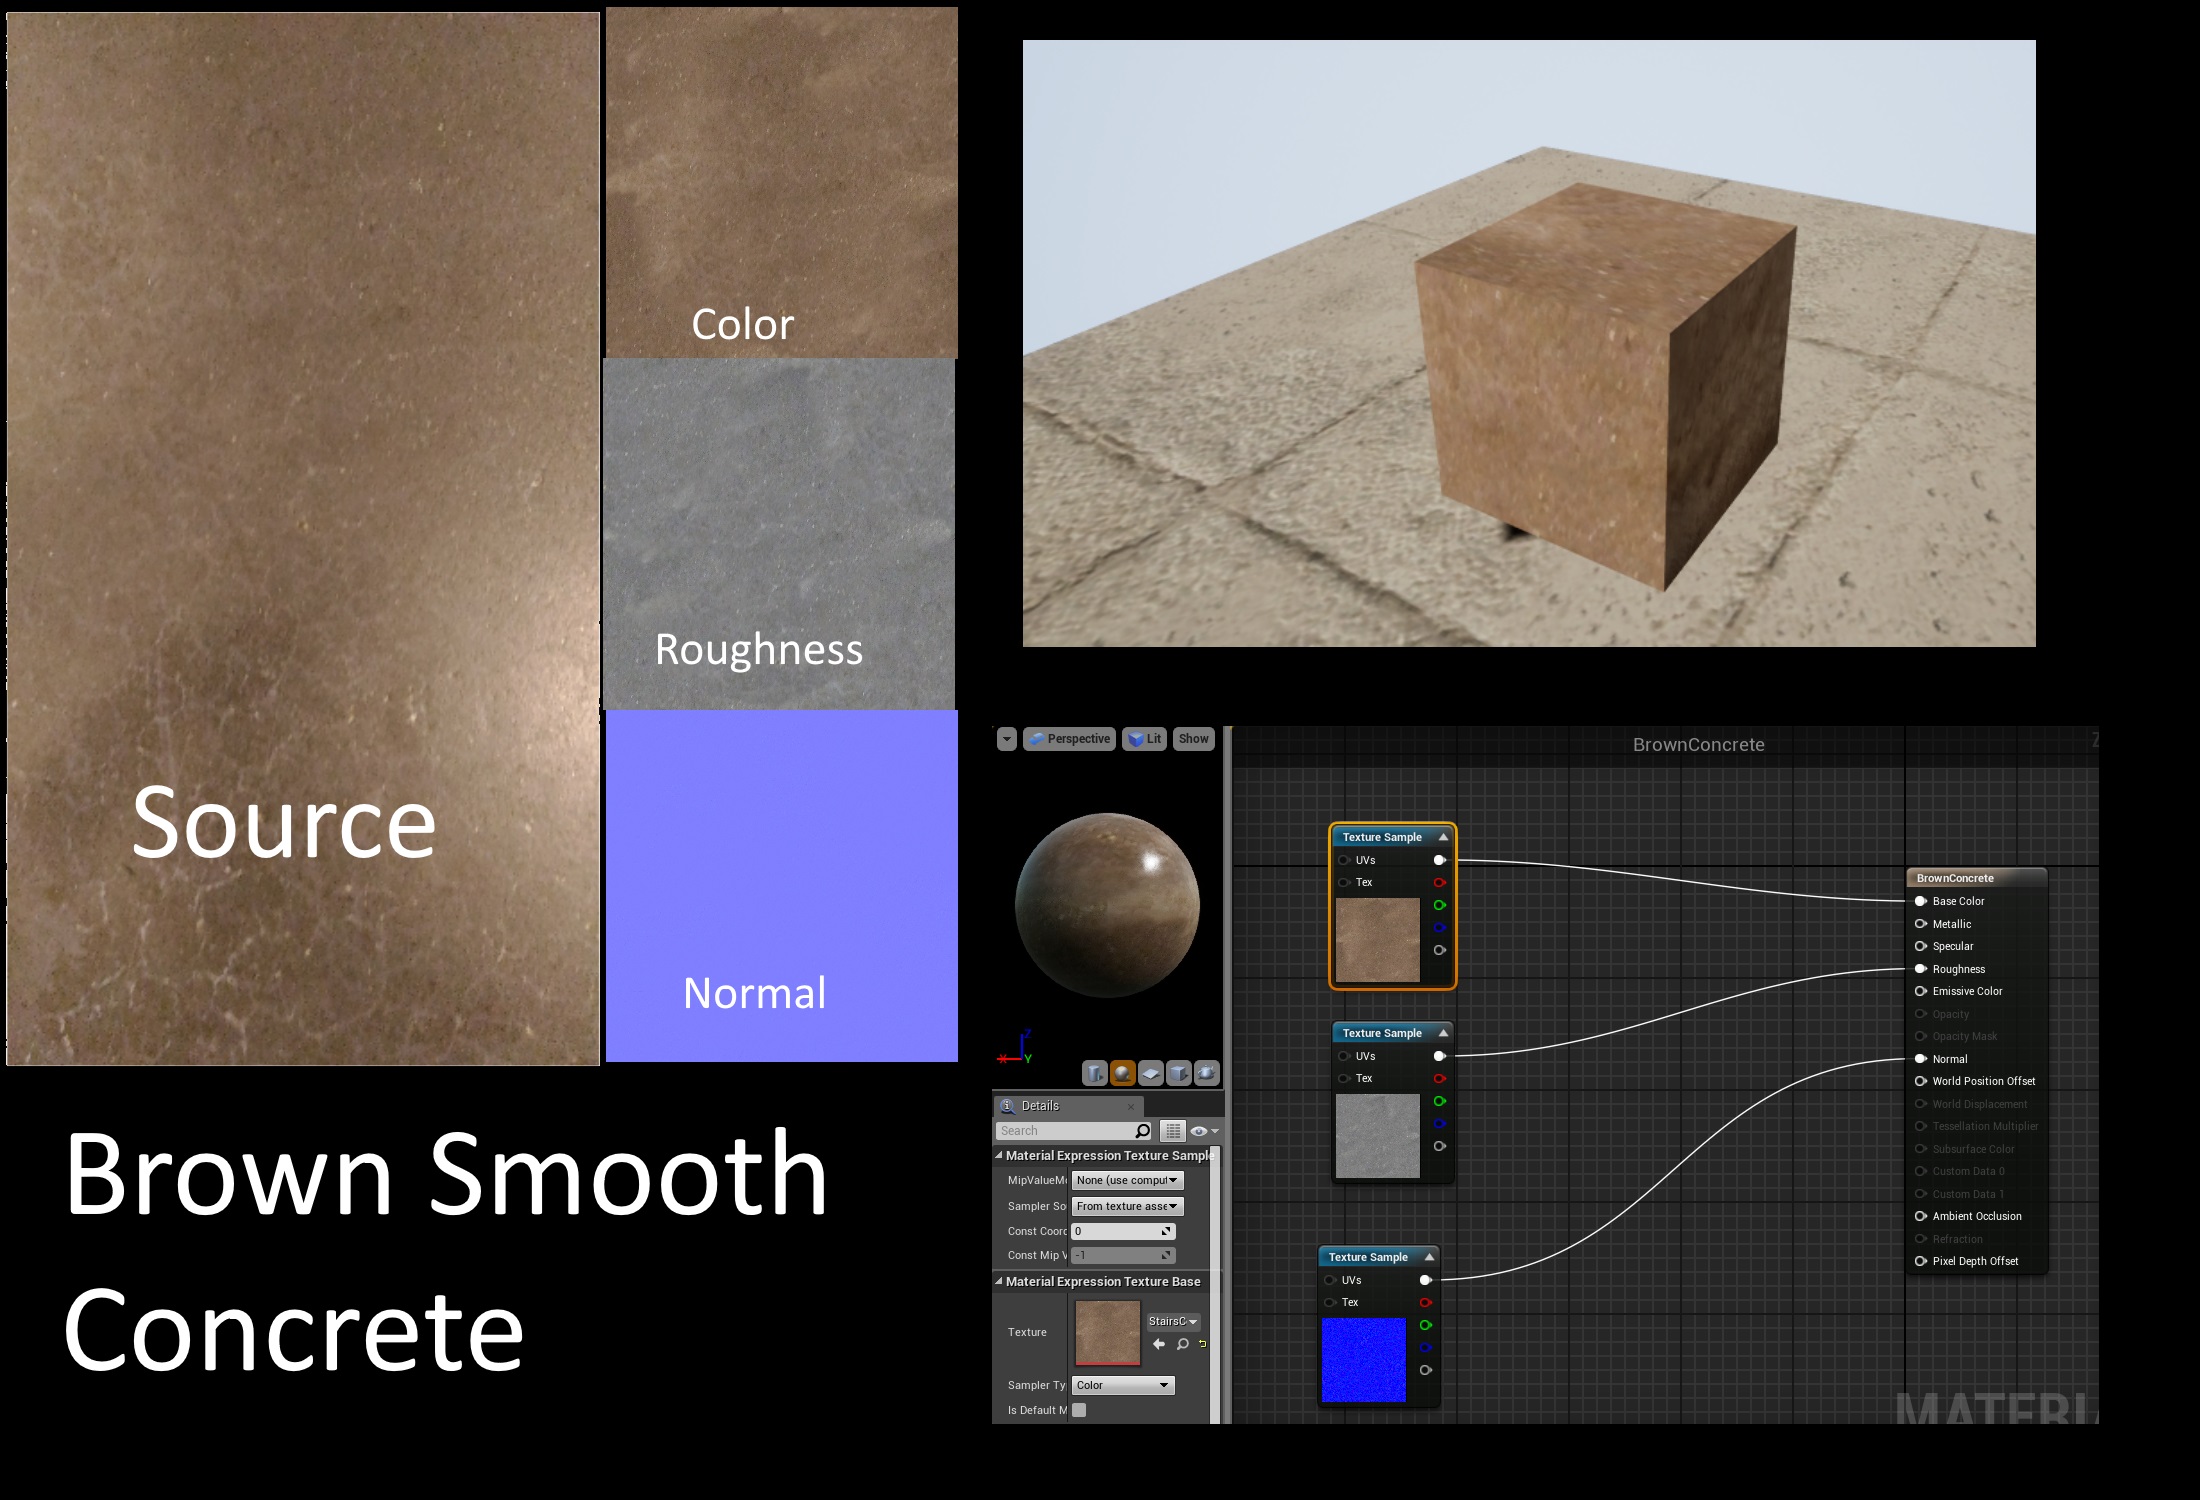 Source
Color
Roughness
Normal
Brown Smooth
Concrete
Perspective
Lit
Show
X
Z
Y
Details
Search
Material Expression Texture Sample
MipValueMo
None (use comput
Sampler So
From texture asse
Const Coord
0
Const Mip V
-1
Material Expression Texture Base
Texture
StairsC
Sampler Ty
Color
Is Default M
BrownConcrete
Texture Sample
UVs
Tex
Texture Sample
UVs
Tex
Texture Sample
UVs
Tex
BrownConcrete
Base Color
Metallic
Specular
Roughness
Emissive Color
Opacity
Opacity Mask
Normal
World Position Offset
World Displacement
Tessellation Multiplier
Subsurface Color
Custom Data 0
Custom Data 1
Ambient Occlusion
Refraction
Pixel Depth Offset
MATERI